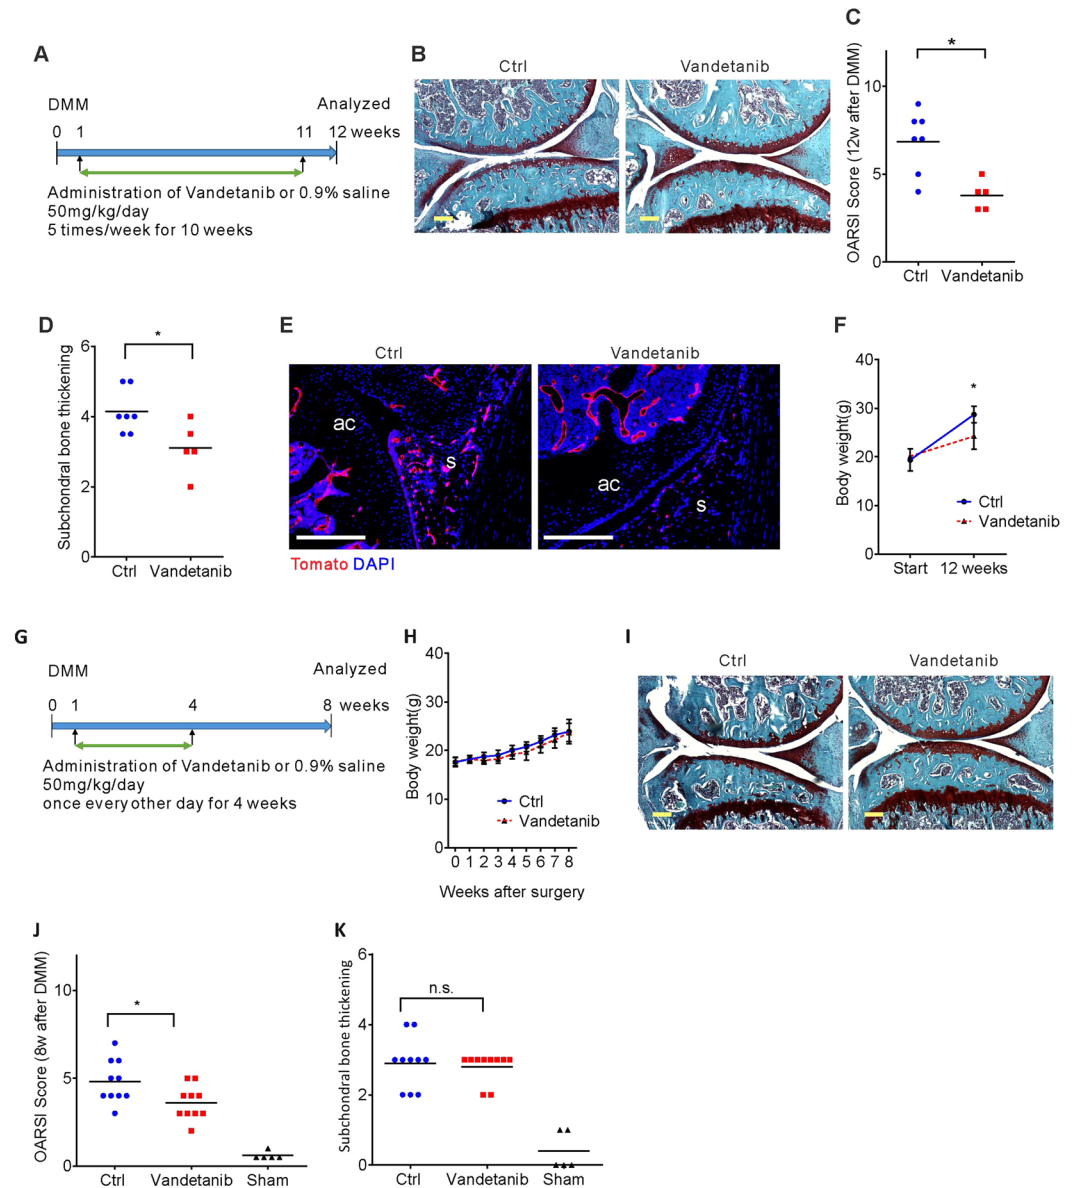 A
DMM
Analyzed
0 1 11 12 weeks
Administration of Vandetanib or 0.9% saline
50mg/kg/day
5 times/week for 10 weeks
B
Ctrl Vandetanib
C
OARSI Score (12w after DMM)
*
10
5
0
Ctrl Vandetanib
D
Subohondral bone thickening
*
6
4
2
0
Ctrl Vandetanib
E
Ctrl Vandetanib
ac
s
ac
s
Tomato DAPI
F
Body weight(g)
40
30
20
10
0
*
Ctrl
Vandetanib
Start 12 weeks
G
DMM
Analyzed
0 1 4 8 weeks
Administration of Vandetanib or 0.9% saline
50mg/kg/day
once every other day for 4 weeks
H
Body weight(g)
40
30
20
10
0
Ctrl
Vandetanib
0 1 2 3 4 5 6 7 8
Weeks after surgery
I
Ctrl Vandetanib
J
OARSI Score (8w after DMM)
*
10
5
0
Ctrl Vandetanib Sham
K
Subchondral bone thickening
n.s.
6
4
2
0
Ctrl Vandetanib Sham